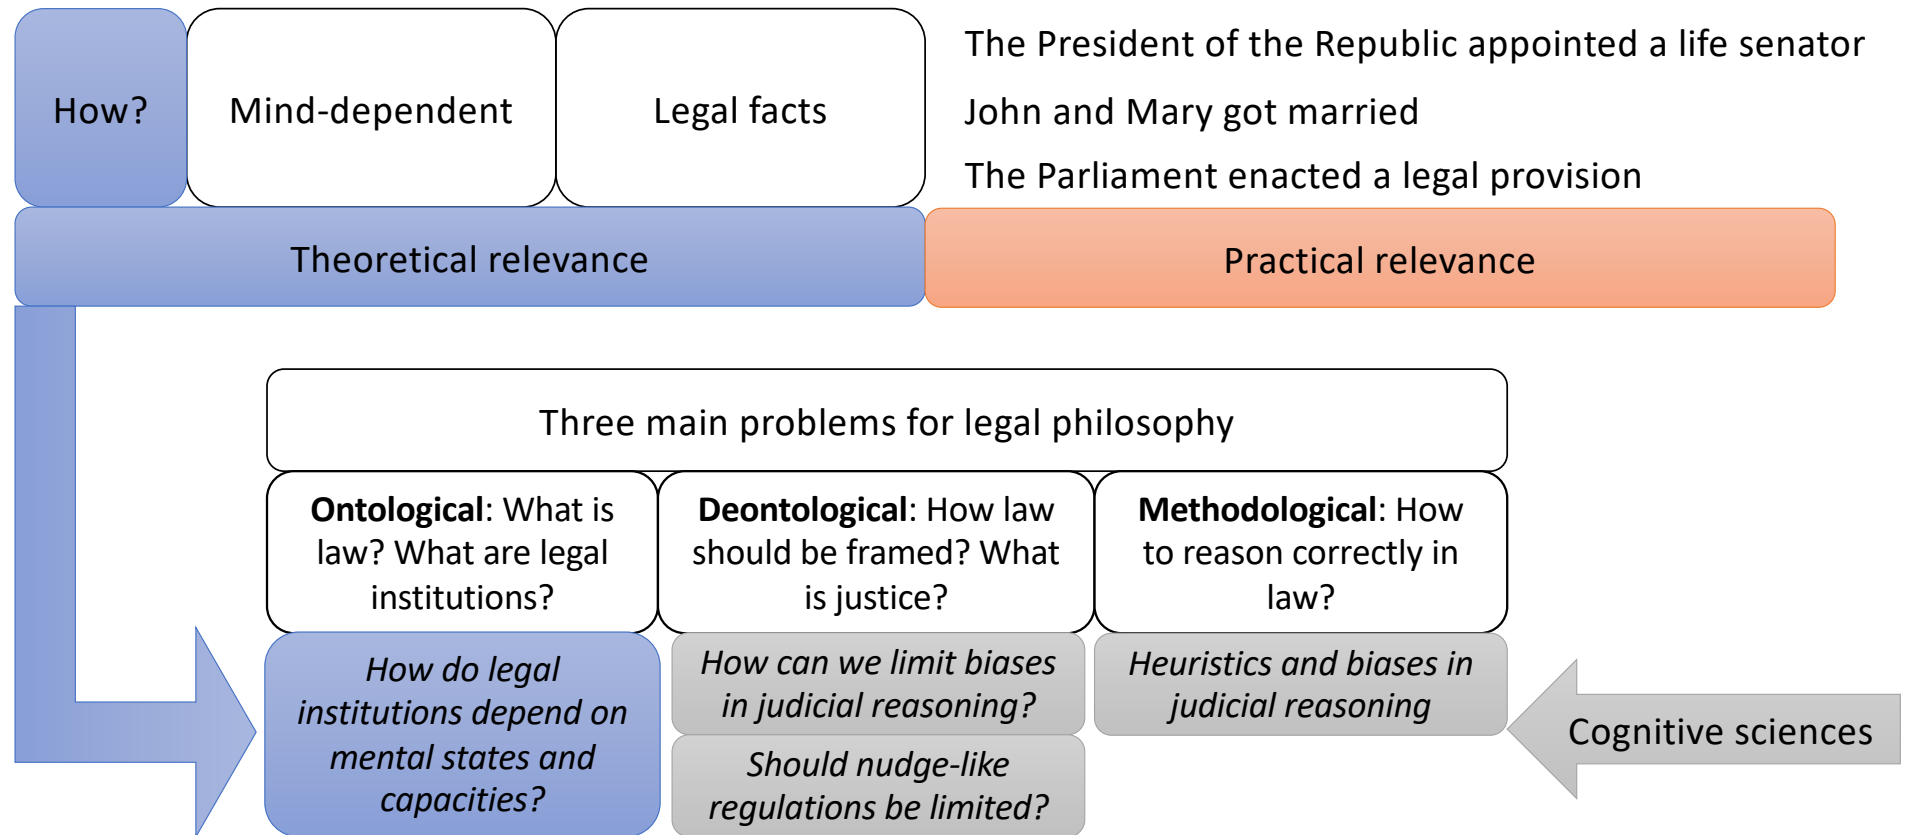 How?
Mind-dependent
Legal facts
The President of the Republic appointed a life senator
John and Mary got married
The Parliament enacted a legal provision
Theoretical relevance
Practical relevance
Three main problems for legal philosophy
Ontological: What is
law? What are legal
institutions?
Deontological: How law
should be framed? What
is justice?
Methodological: How
to reason correctly in
law?
How do legal
institutions depend on
mental states and
capacities?
How can we limit biases
in judicial reasoning?
Should nudge-like
regulations be limited?
Heuristics and biases in
judicial reasoning
Cognitive sciences